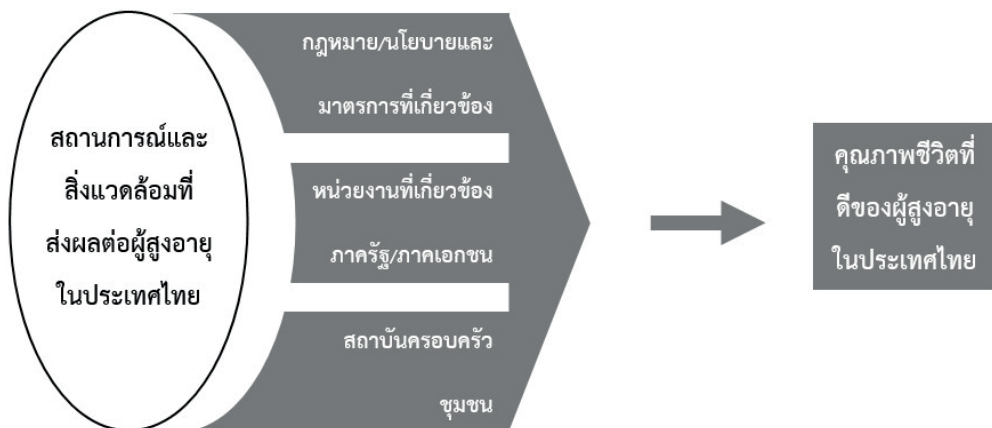 สถานการณ์และ
สิ่งแวดล้อมที่
ส่งผลต่อผู้สูงอายุ
ในประเทศไทย
กฎหมาย/นโยบายและ
มาตรการที่เกี่ยวข้อง
หน่วยงานที่เกี่ยวข้อง
ภาครัฐ/ภาคเอกชน
สถาบันครอบครัว
ชุมชน
คุณภาพชีวิตที่
ดีของผู้สูงอายุ
ในประเทศไทย